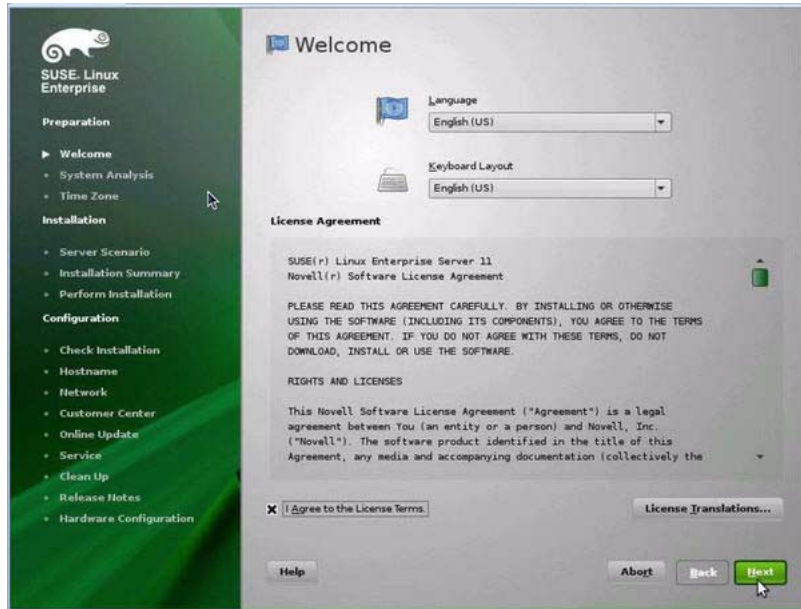 SUSE. Linux
Enterprise
Preparation
Welcome
System Analysis
Time Zone
Installation
Server Scenario
Installation Summary
Perform Installation
Configuration
Check Installation
Hostname
Network
Customer Center
Online Update
Service
Clean Up
Release Notes
Hardware Configuration
Welcome
Language
English (US)
Keyboard Layout
English (US)
License Agreement
SUSE(r) Linux Enterprise Server 11
Novell(r) Software License Agreement
PLEASE READ THIS AGREEMENT CAREFULLY. BY INSTALLING OR OTHERWISE
USING THE SOFTWARE (INCLUDING ITS COMPONENTS), YOU AGREE TO THE TERMS
OF THIS AGREEMENT. IF YOU DO NOT AGREE WITH THESE TERMS, DO NOT
DOWNLOAD, INSTALL OR USE THE SOFTWARE.
RIGHTS AND LICENSES
This Novell Software License Agreement ("Agreement") is a legal
agreement between You (an entity or a person) and Novell, Inc.
("Novell"). The software product identified in the title of this
Agreement, any media and accompanying documentation (collectively the
I Agree to the License Terms.
License Translations...
Help
Abort
Back
Next